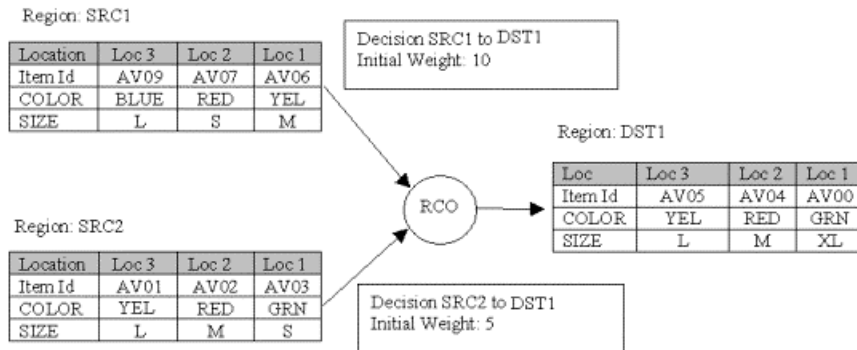 Region: SRC1
Location Loc 3 Loc 2 Loc 1
Item Id AV09 AV07 AV06
COLOR BLUE RED YEL
SIZE L S M
Decision SRC1 to DST1
Initial Weight: 10
Region: DST1
Loc Loc 3 Loc 2 Loc 1
Item Id AV05 AV04 AV00
COLOR YEL RED GRN
SIZE L M XL
RCO
Region: SRC2
Location Loc 3 Loc 2 Loc 1
Item Id AV01 AV02 AV03
COLOR YEL RED GRN
SIZE L M S
Decision SRC2 to DST1
Initial Weight: 5